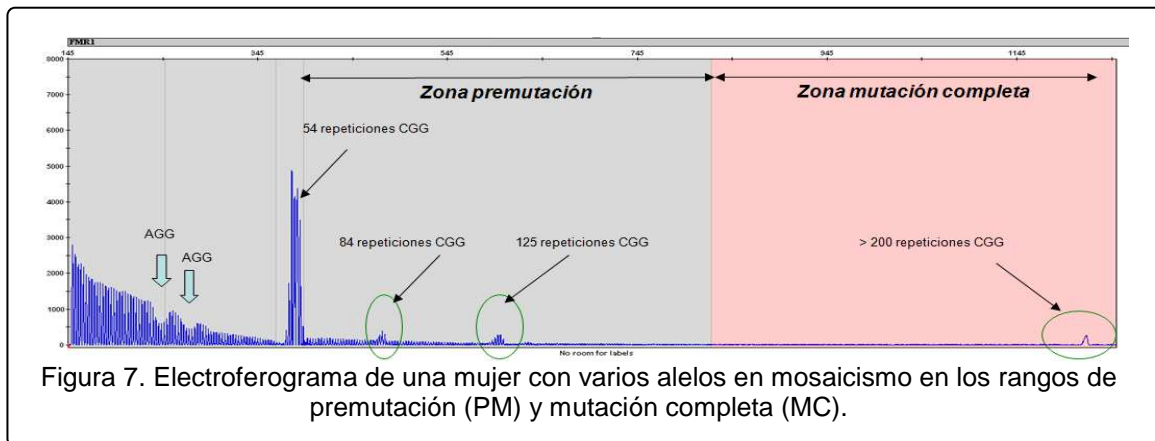 FMR1
145 345 545 745 945 1145
8000
7000
6000
5000
4000
3000
2000
1000
0
Zona premutación
Zona mutación completa
54 repeticiones CGG
AGG
AGG
84 repeticiones CGG
125 repeticiones CGG
> 200 repeticiones CGG
No room for labels
Figura 7. Electroferograma de una mujer con varios alelos en mosaicismo en los rangos de
premutación (PM) y mutación completa (MC).